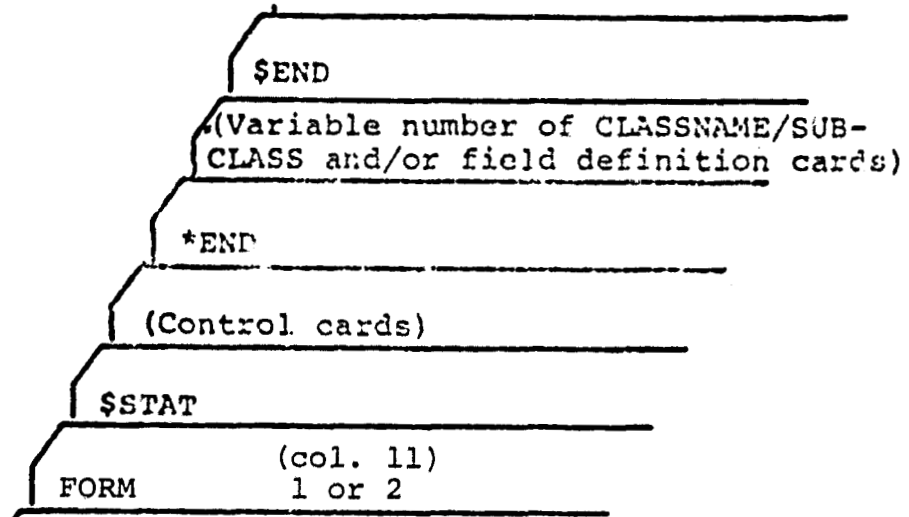 $END
(Variable number of CLASSNAME/SUB-
CLASS and/or field definition cards)
*END
(Control cards)
$STAT
(col. 11)
FORM 1 or 2